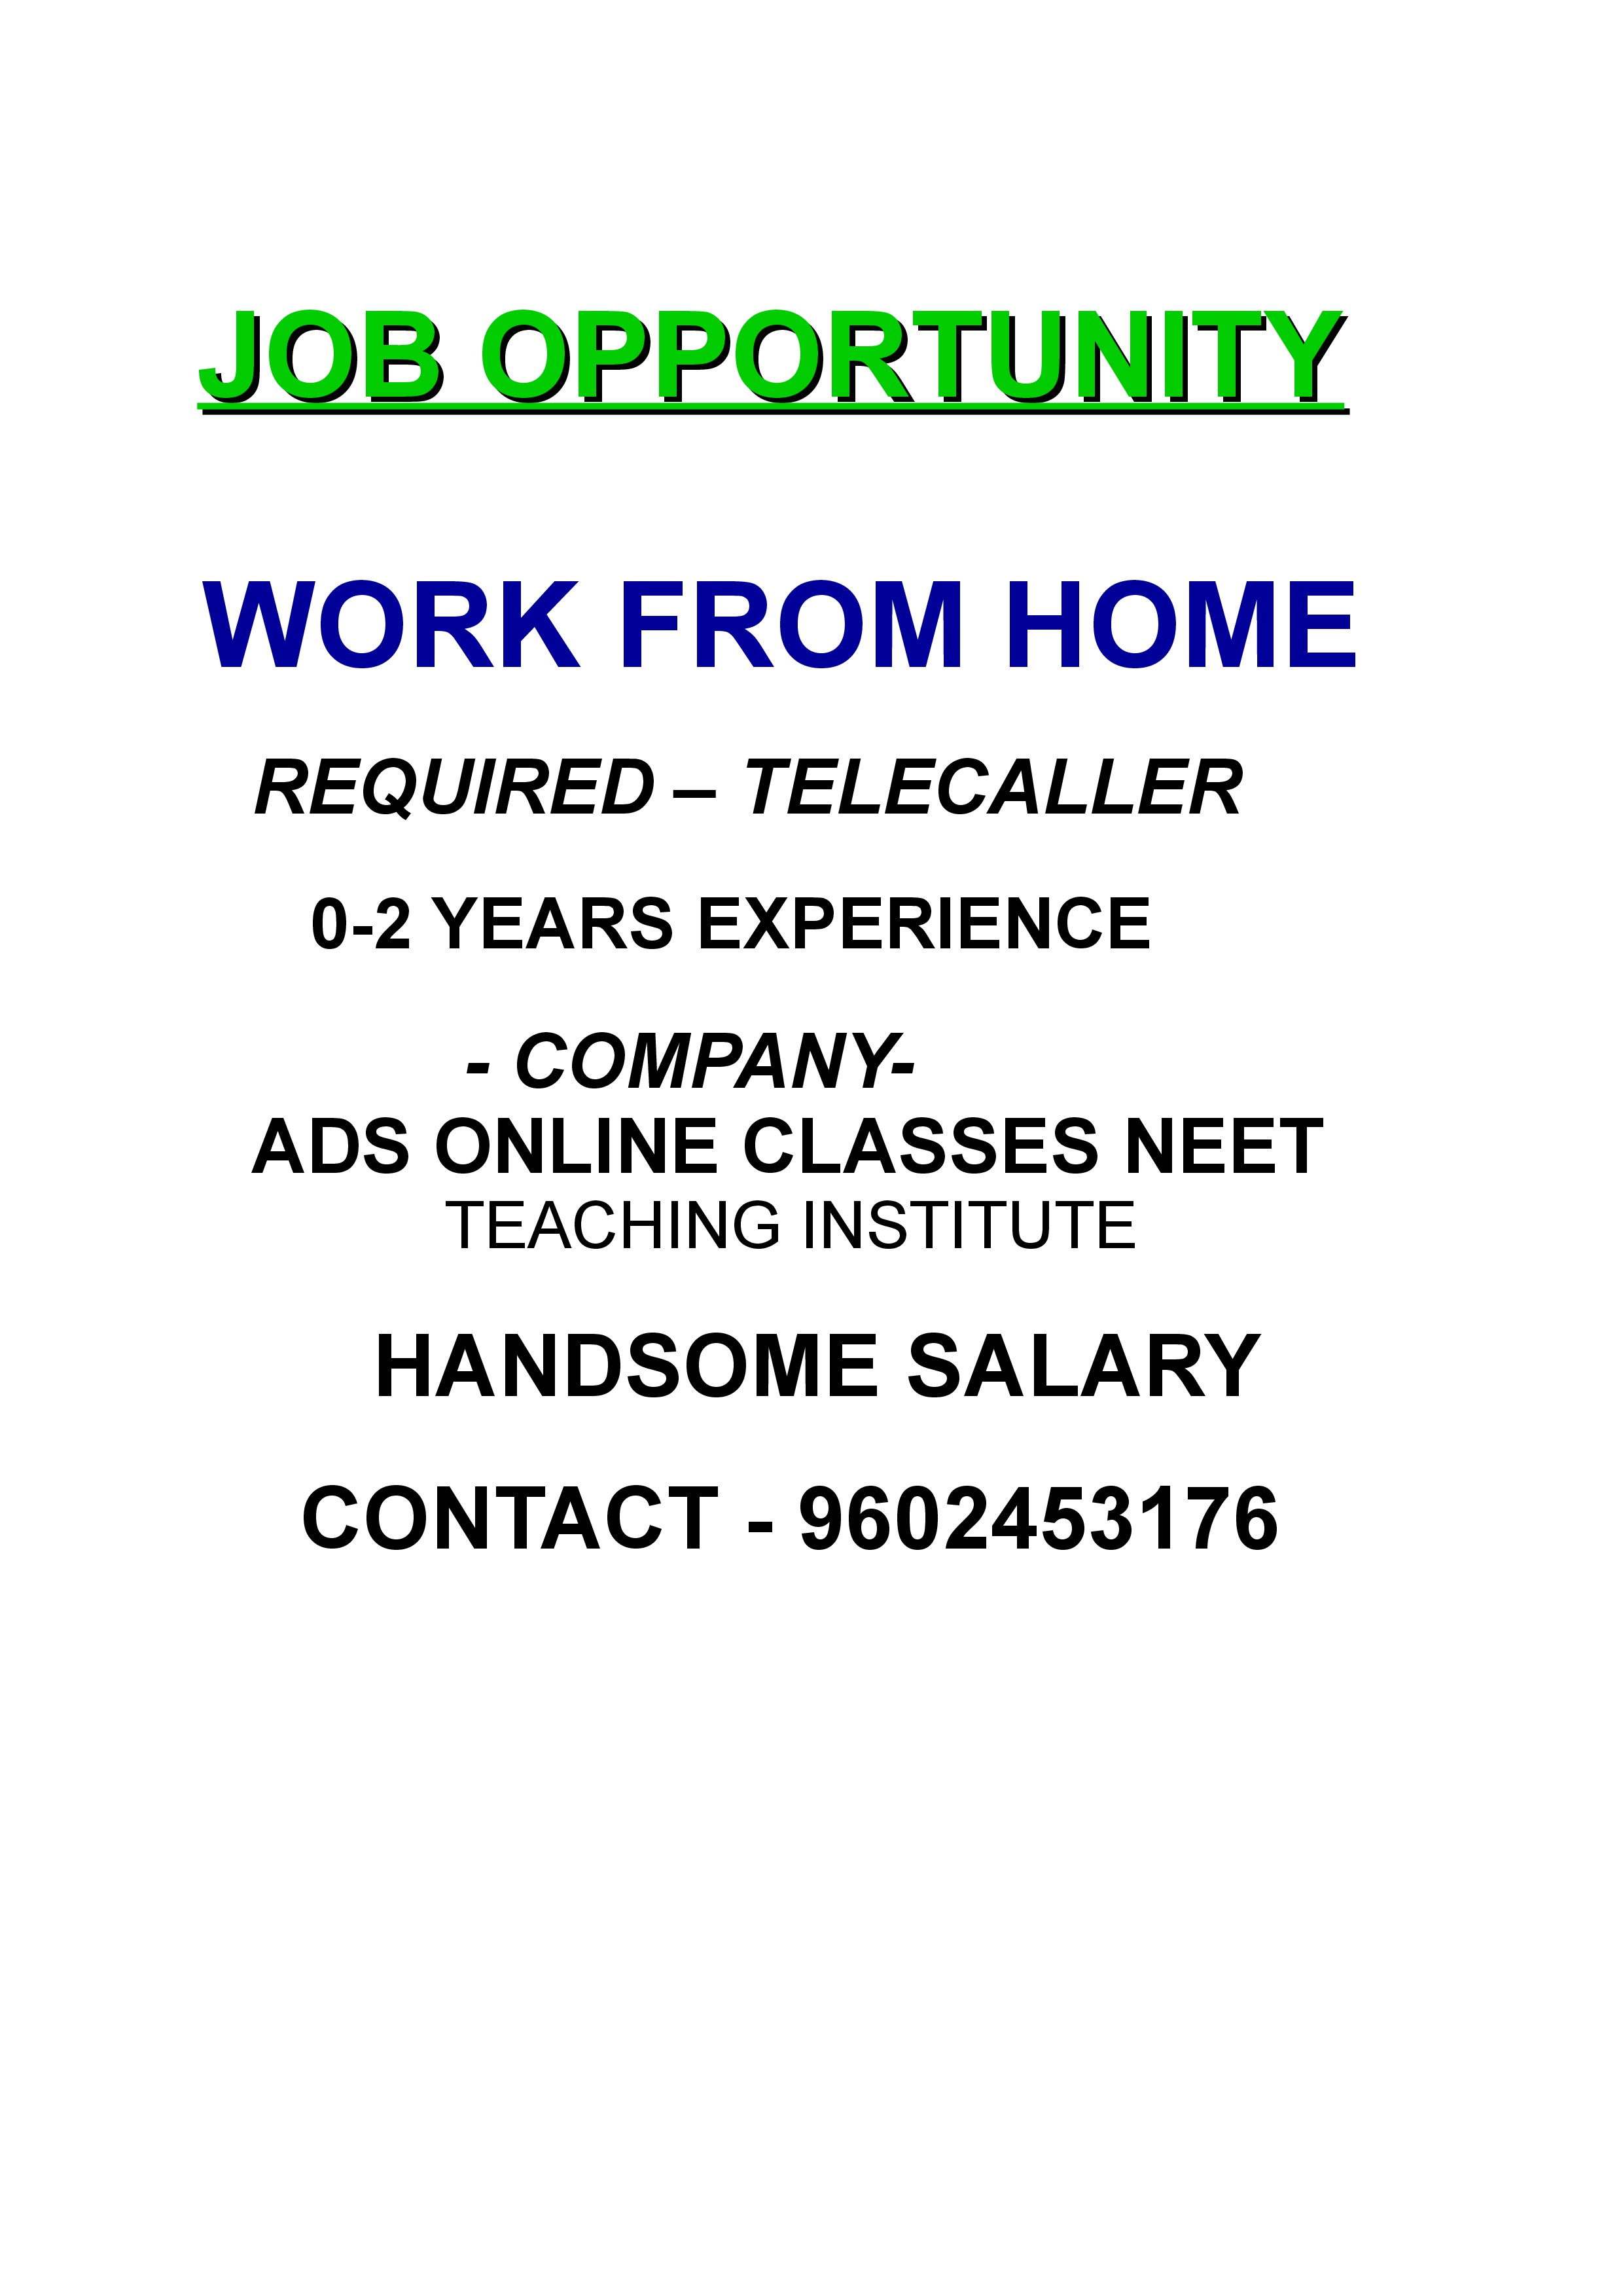 JOB OPPORTUNITY
WORK FROM HOME
REQUIRED – TELECALLER
0-2 YEARS EXPERIENCE
- COMPANY-
ADS ONLINE CLASSES NEET
TEACHING INSTITUTE
HANDSOME SALARY
CONTACT - 9602453176